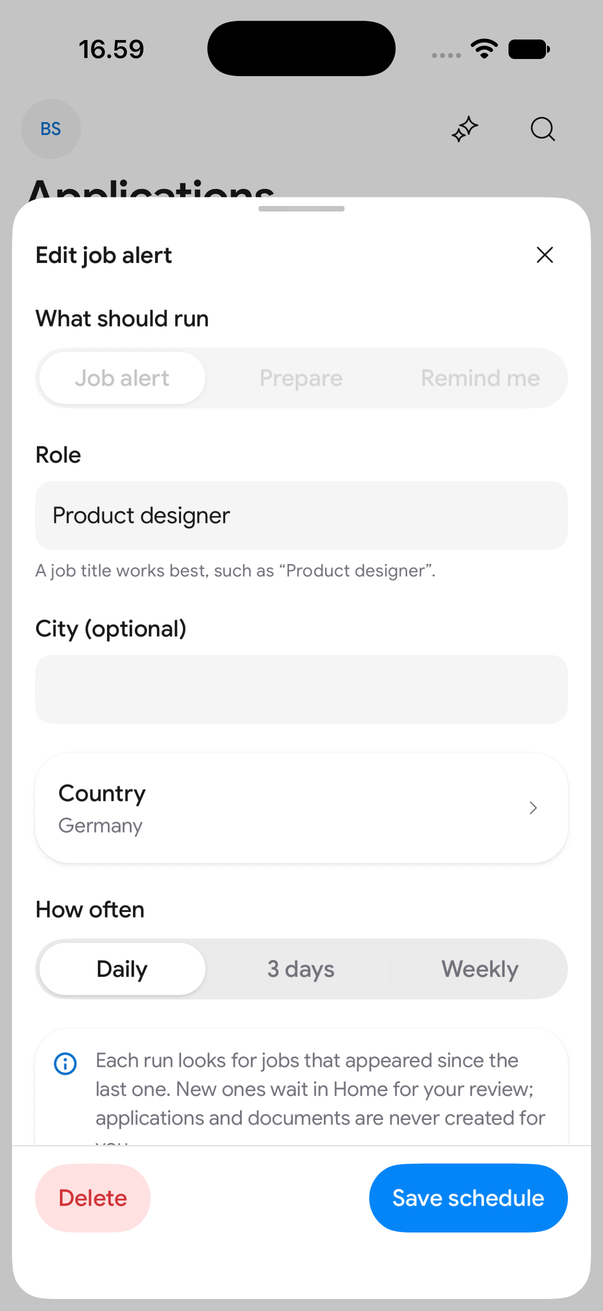 16.59
BS
Applications
Edit job alert
What should run
Job alert Prepare Remind me
Role
Product designer
A job title works best, such as “Product designer”.
City (optional)
Country
Germany
How often
Daily 3 days Weekly
Each run looks for jobs that appeared since the
last one. New ones wait in Home for your review;
applications and documents are never created for
Delete Save schedule